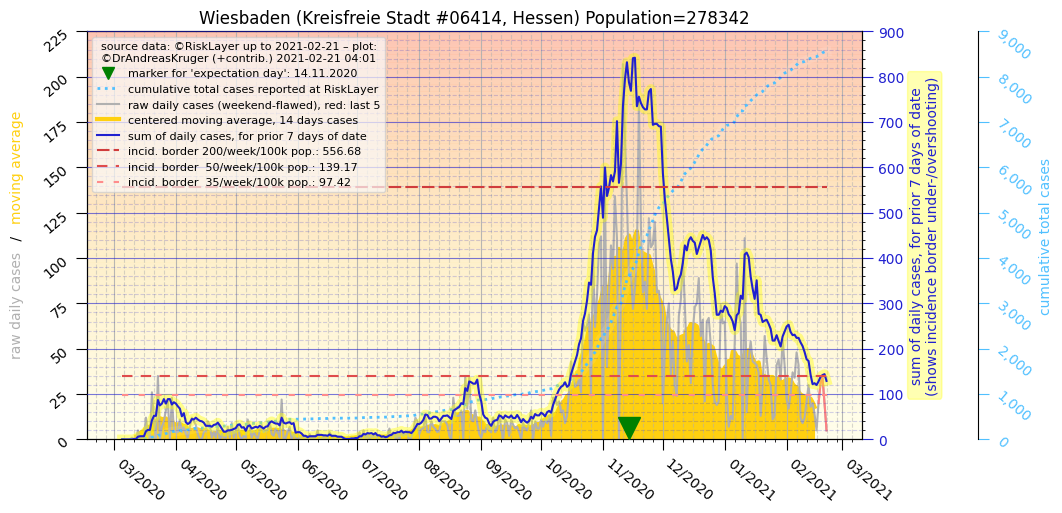 Wiesbaden (Kreisfreie Stadt #06414, Hessen) Population=278342
source data: ©RiskLayer up to 2021-02-21 – plot:
©DrAndreasKruger (+contrib.) 2021-02-21 04:01
marker for 'expectation day': 14.11.2020
cumulative total cases reported at RiskLayer
raw daily cases (weekend-flawed), red: last 5
centered moving average, 14 days cases
sum of daily cases, for prior 7 days of date
incid. border 200/week/100k pop.: 556.68
incid. border  50/week/100k pop.: 139.17
incid. border  35/week/100k pop.: 97.42
raw daily cases  /  moving average
225
200
175
150
125
100
75
50
25
0
03/2020
04/2020
05/2020
06/2020
07/2020
08/2020
09/2020
10/2020
11/2020
12/2020
01/2021
02/2021
03/2021
900
800
700
600
500
400
300
200
100
0
sum of daily cases, for prior 7 days of date
(shows incidence border under-/overshooting)
9,000
8,000
7,000
6,000
5,000
4,000
3,000
2,000
1,000
0
cumulative total cases